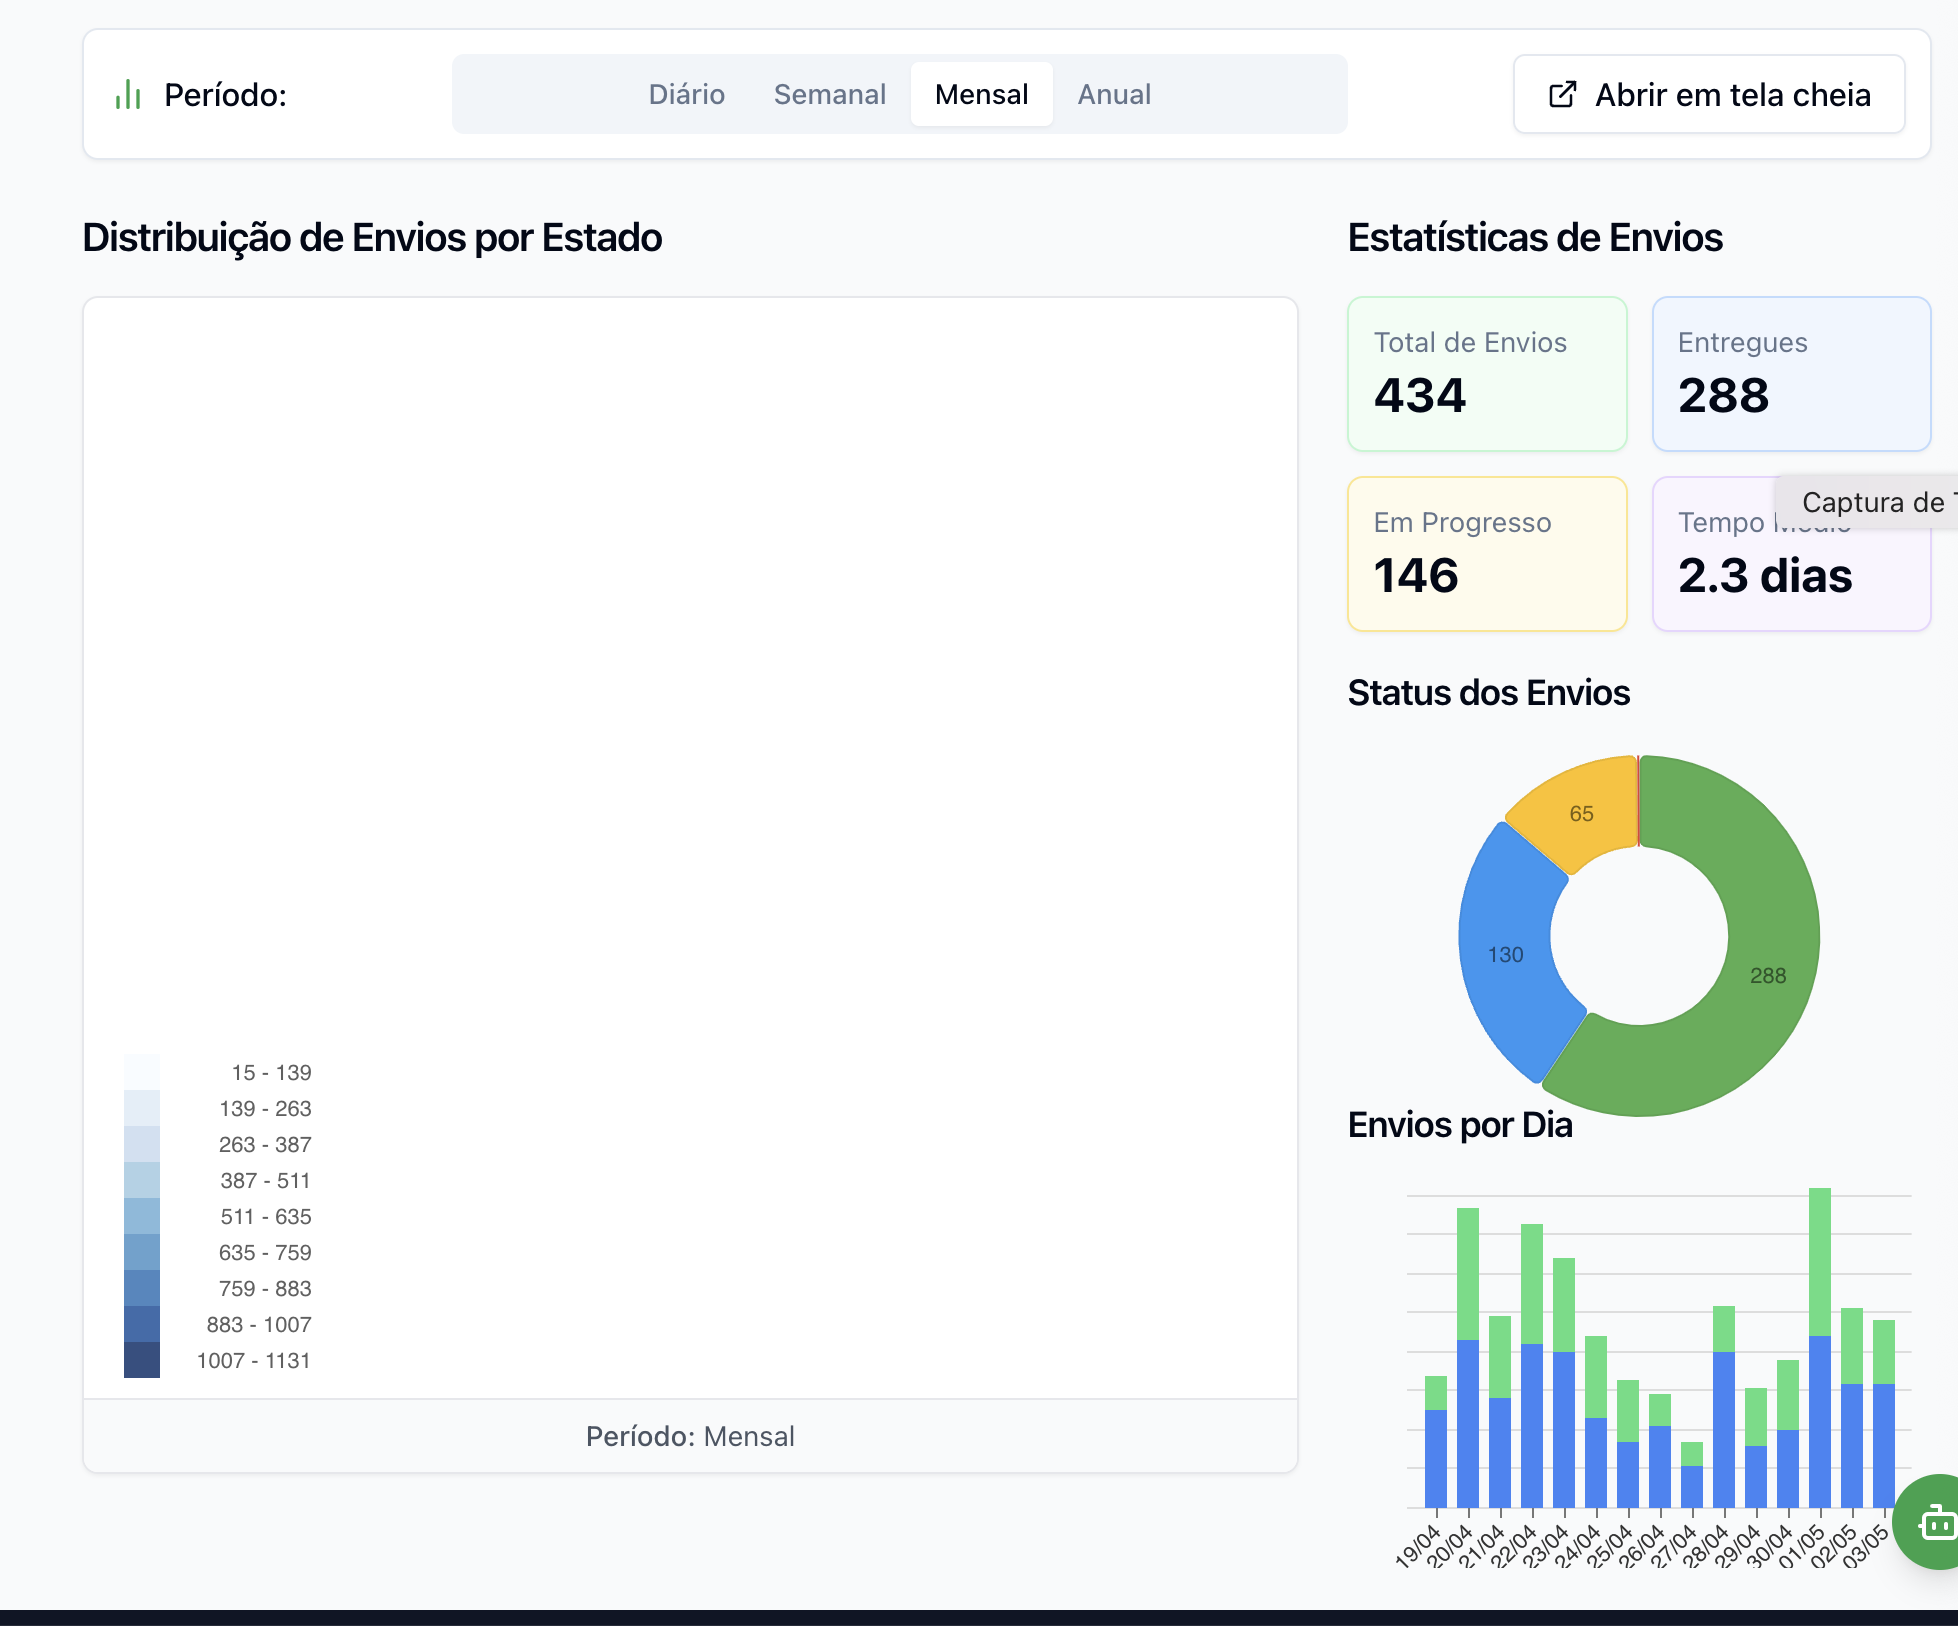 Período:
Diário
Semanal
Mensal
Anual
Abrir em tela cheia
Distribuição de Envios por Estado
15 - 139
139 - 263
263 - 387
387 - 511
511 - 635
635 - 759
759 - 883
883 - 1007
1007 - 1131
Período: Mensal
Estatísticas de Envios
Total de Envios
434
Entregues
288
Em Progresso
146
Tempo
Captura de
2.3 dias
Status dos Envios
65
130
288
Envios por Dia
19/04
20/04
21/04
22/04
23/04
24/04
25/04
26/04
27/04
28/04
29/04
30/04
01/05
02/05
03/05